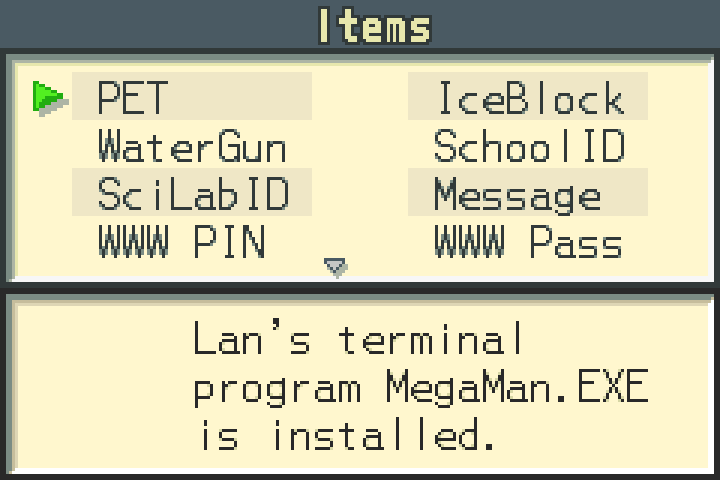 Items
PET IceBlock
WaterGun SchoolID
SciLabID Message
WWW PIN WWW Pass
Lan's terminal
program MegaMan.EXE
is installed.